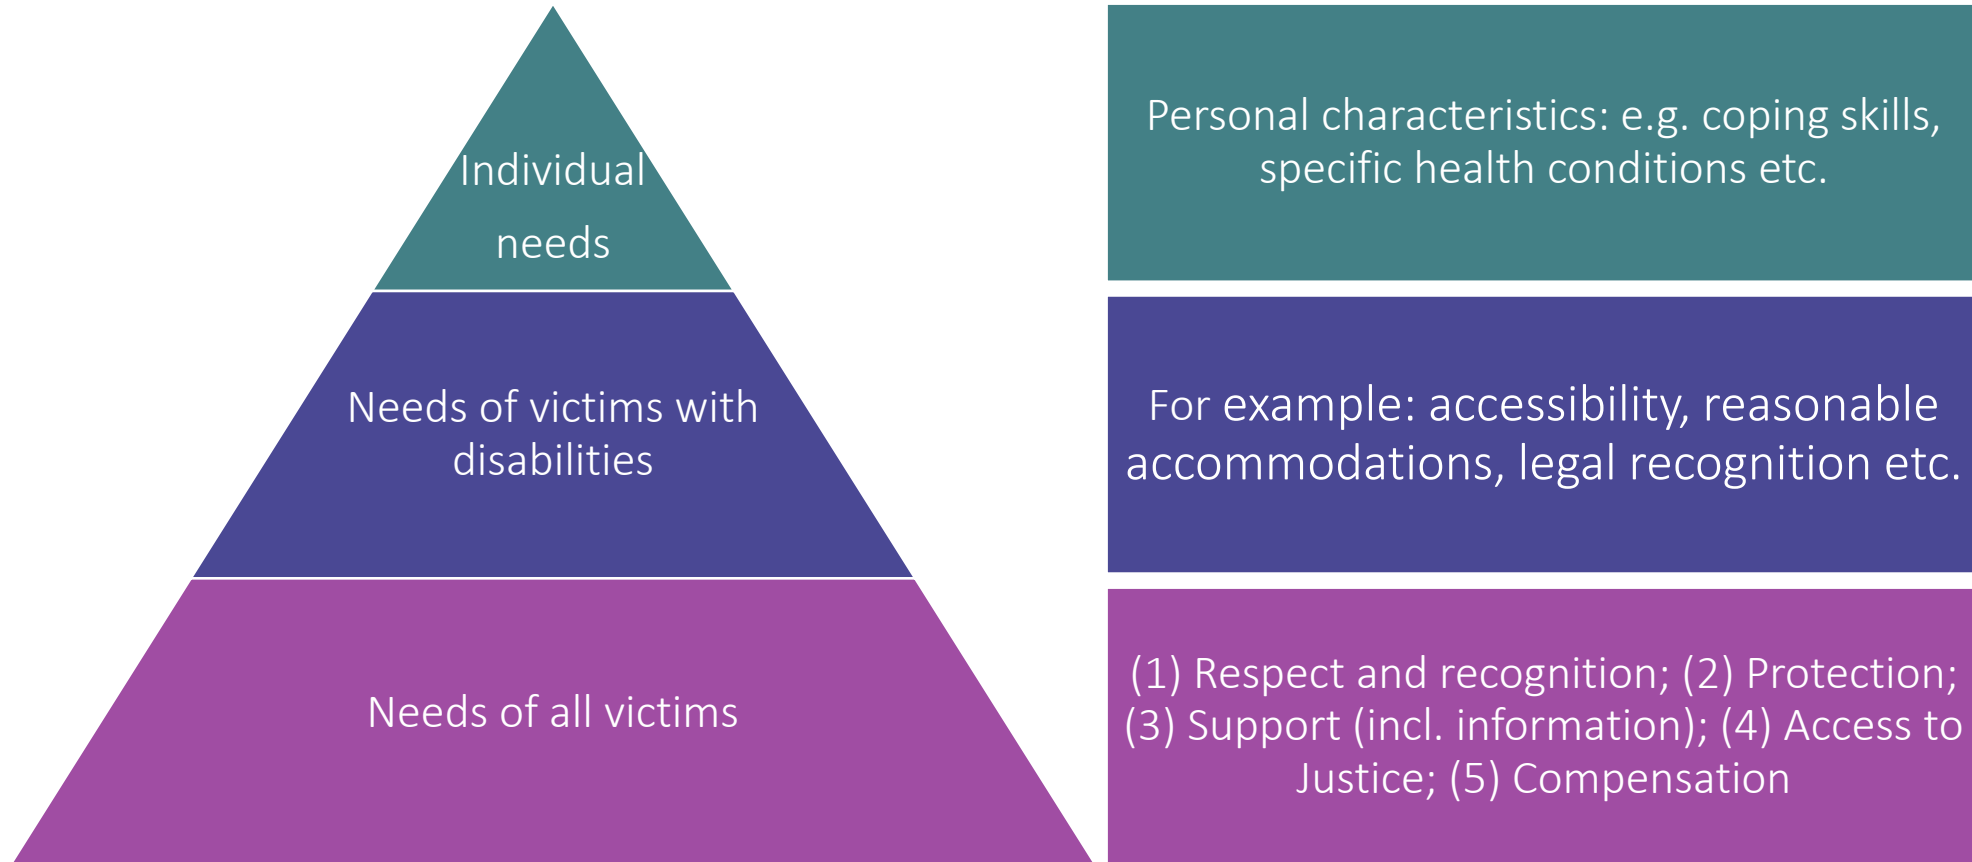 Individual
needs
Personal characteristics: e.g. coping skills,
specific health conditions etc.
Needs of victims with
disabilities
For example: accessibility, reasonable
accommodations, legal recognition etc.
Needs of all victims
(1) Respect and recognition; (2) Protection;
(3) Support (incl. information); (4) Access to
Justice; (5) Compensation